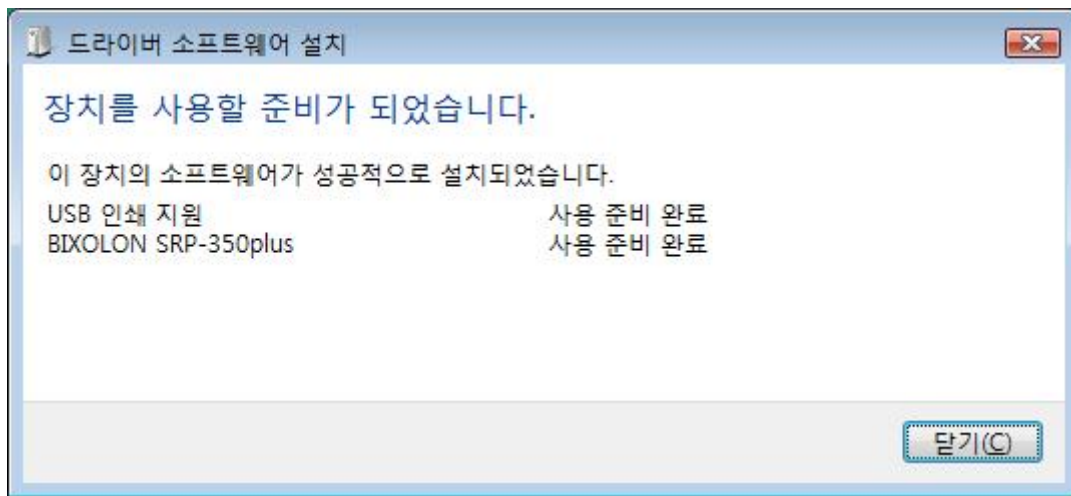 드라이버 소프트웨어 설치
장치를 사용할 준비가 되었습니다.
이 장치의 소프트웨어가 성공적으로 설치되었습니다.
USB 인쇄 지원 사용 준비 완료
BIXOLON SRP-350plus 사용 준비 완료
닫기(C)